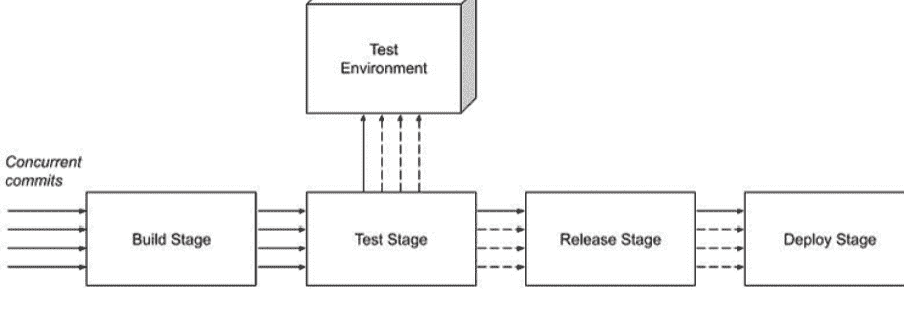 Test
Environment
Concurrent
commits
Build Stage
Test Stage
Release Stage
Deploy Stage